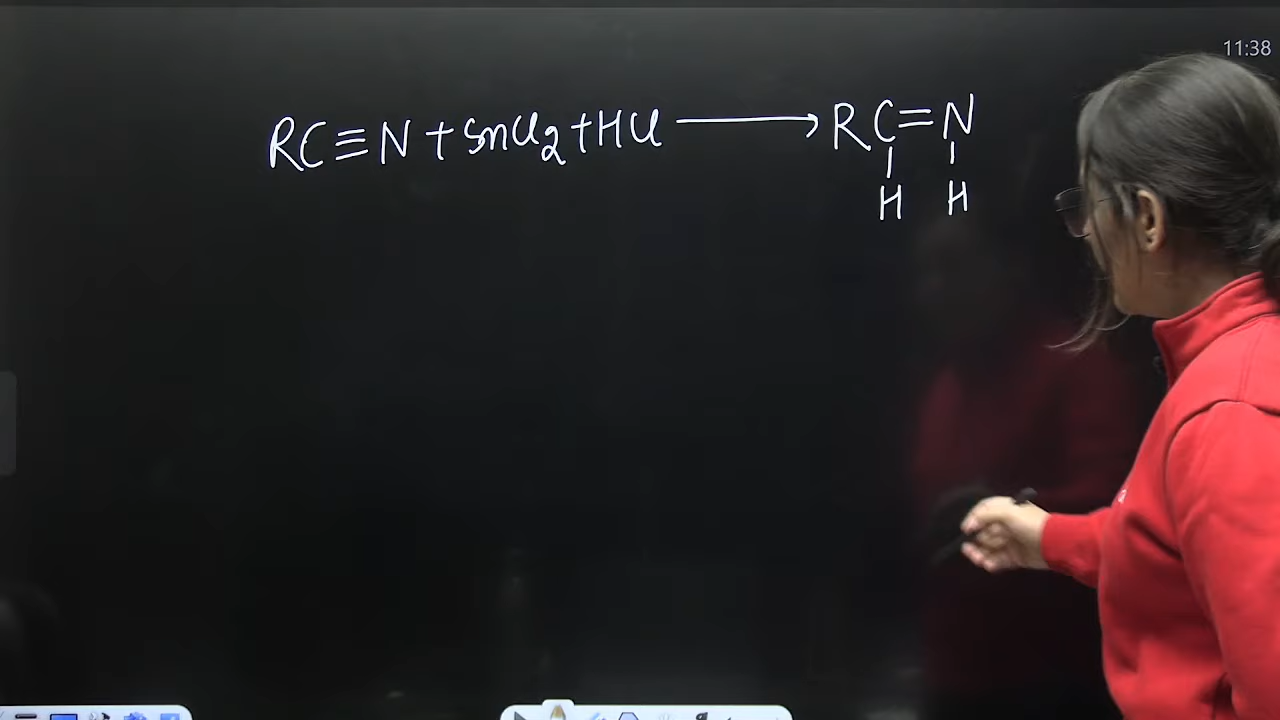 11:38
RC≡N + SnCl2 + HCl ⟶ RC=N
H H